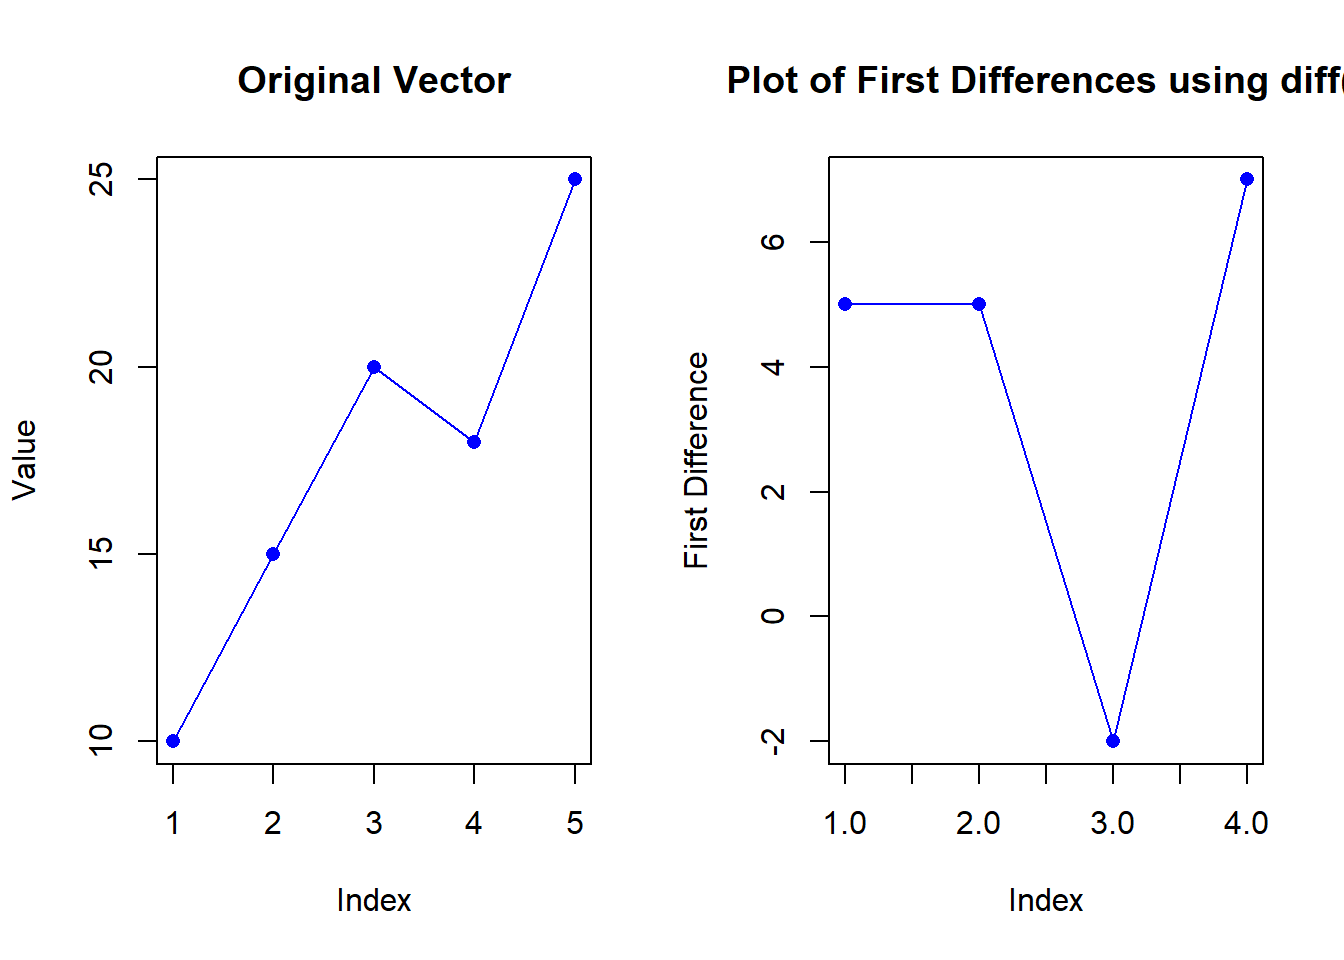 Original Vector
Value
25
20
15
10
1 2 3 4 5
Index
Plot of First Differences using diff(
First Difference
6
4
2
0
-2
1.0 2.0 3.0 4.0
Index